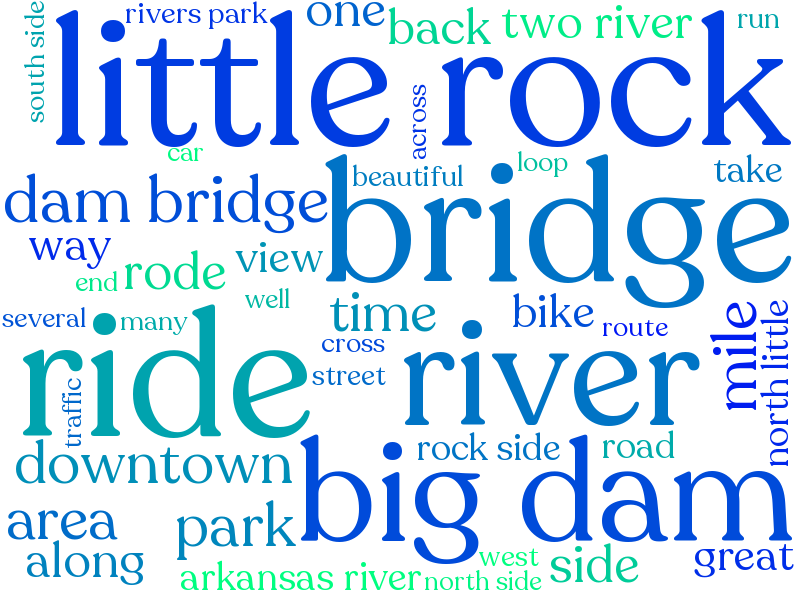 south side
rivers park
one
back
two river
run
little rock
across
car
dam bridge
beautiful
loop
take
bridge
way
end
rode
view
well
several
many
time
bike
route
mile
north little
cross
street
ride
river
traffic
downtown
big dam
rock side
road
area
along
park
arkansas river
west
north side
side
great